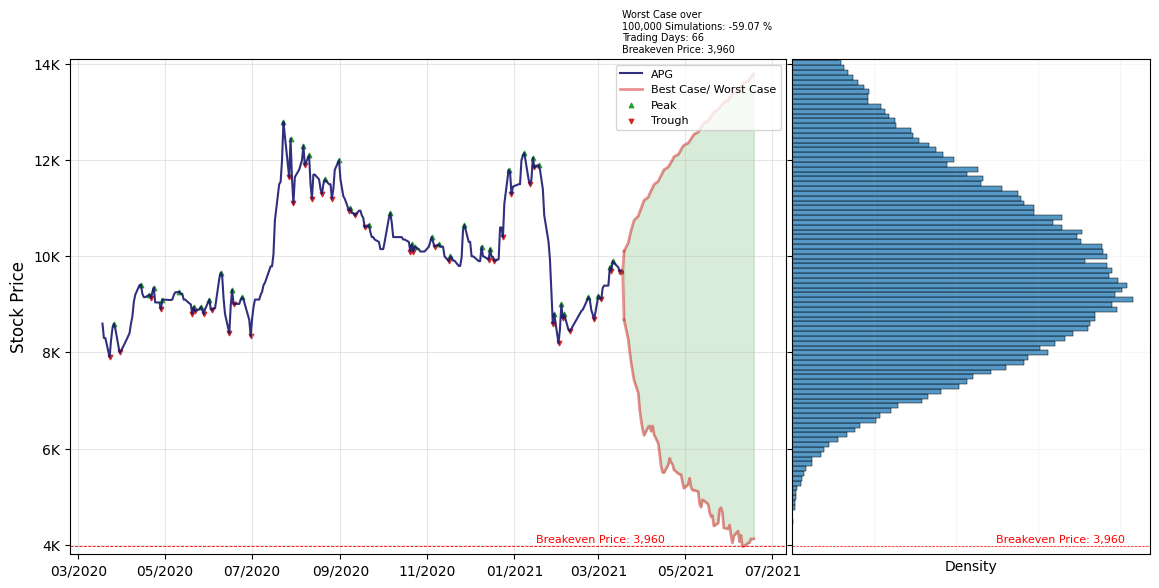 Worst Case over
100,000 Simulations: -59.07 %
Trading Days: 66
Breakeven Price: 3,960
14K
12K
10K
8K
6K
4K
Stock Price
APG
Best Case/ Worst Case
Peak
Trough
Breakeven Price: 3,960
Breakeven Price: 3,960
03/2020
05/2020
07/2020
09/2020
11/2020
01/2021
03/2021
05/2021
07/2021
Density